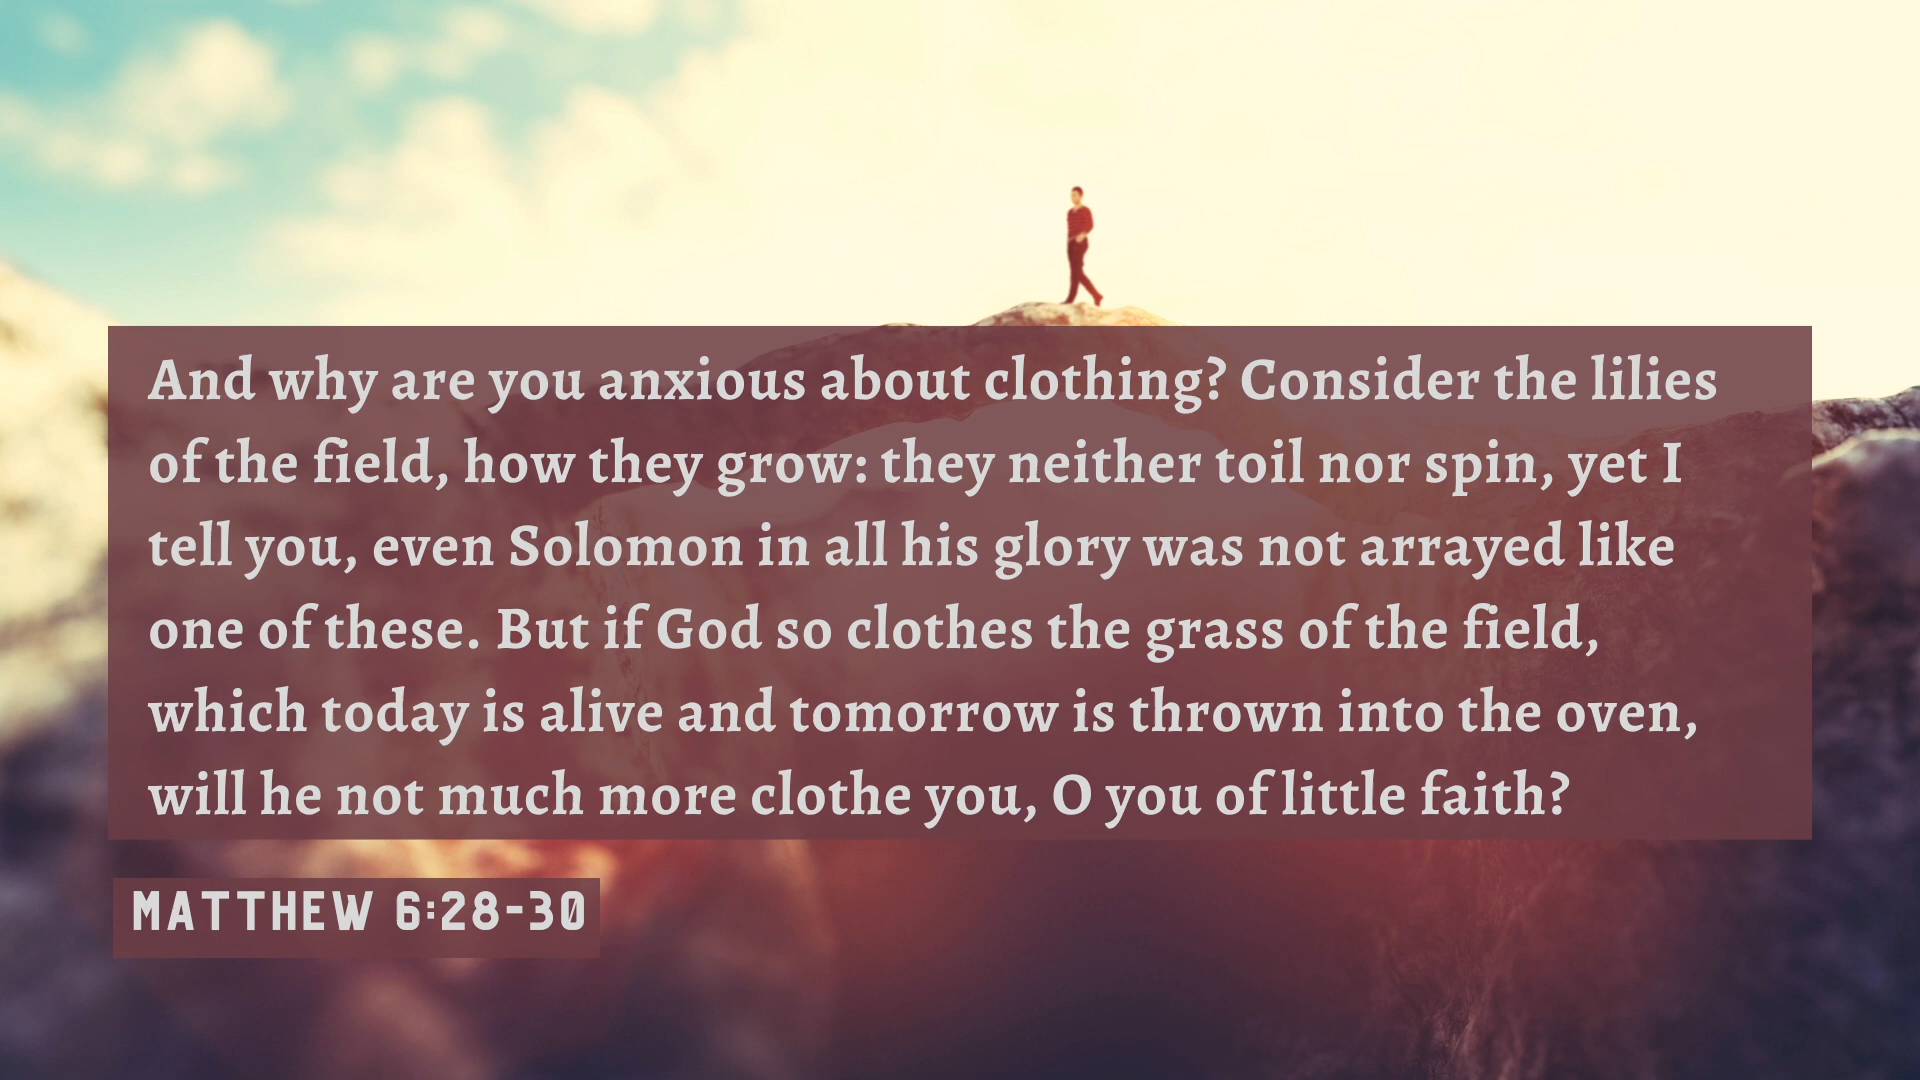 And why are you anxious about clothing? Consider the lilies
of the field, how they grow: they neither toil nor spin, yet I
tell you, even Solomon in all his glory was not arrayed like
one of these. But if God so clothes the grass of the field,
which today is alive and tomorrow is thrown into the oven,
will he not much more clothe you, O you of little faith?
MATTHEW 6:28-30